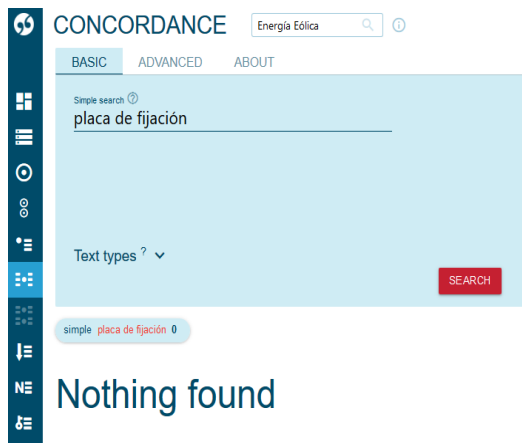 CONCORDANCE
Energía Eólica
BASIC ADVANCED ABOUT
Simple search ?
placa de fijación
Text types ?
SEARCH
simple placa de fijación 0
Nothing found
N